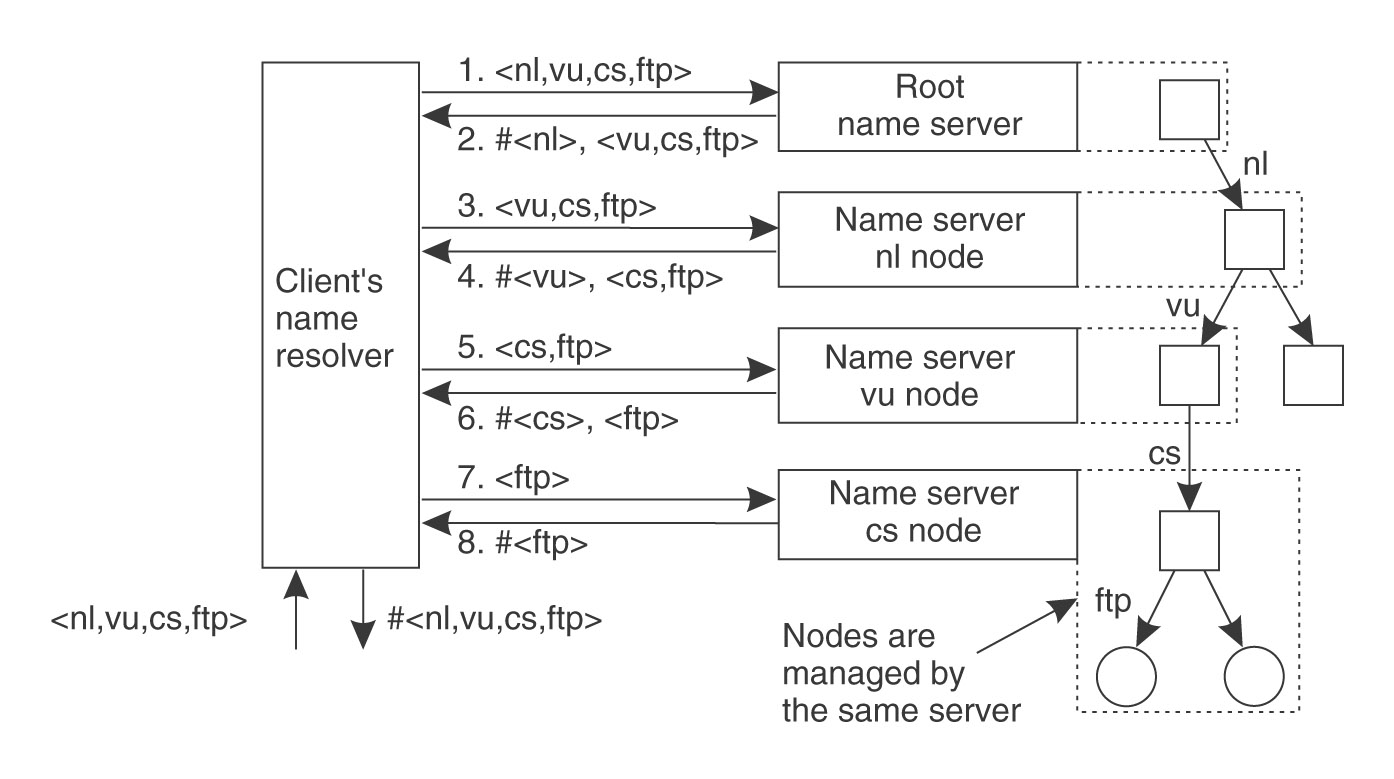 1. <nl,vu,cs,ftp>
Root
name server
2. #<nl>, <vu,cs,ftp>
nl
3. <vu,cs,ftp>
Name server
nl node
4. #<vu>, <cs,ftp>
Client's
name
resolver
vu
5. <cs,ftp>
Name server
vu node
6. #<cs>, <ftp>
cs
7. <ftp>
Name server
cs node
8. #<ftp>
ftp
<nl,vu,cs,ftp>
#<nl,vu,cs,ftp>
Nodes are
managed by
the same server